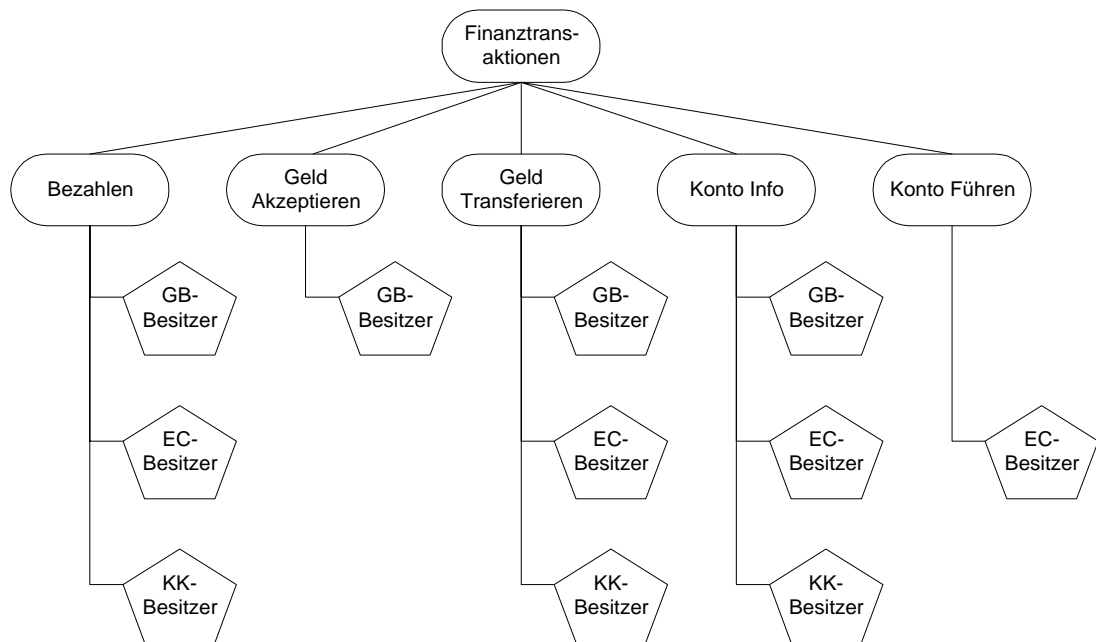 Finanztrans-
aktionen
Bezahlen
Geld
Akzeptieren
Geld
Transferieren
Konto Info
Konto Führen
GB-
Besitzer
GB-
Besitzer
GB-
Besitzer
GB-
Besitzer
EC-
Besitzer
EC-
Besitzer
EC-
Besitzer
EC-
Besitzer
KK-
Besitzer
KK-
Besitzer
KK-
Besitzer